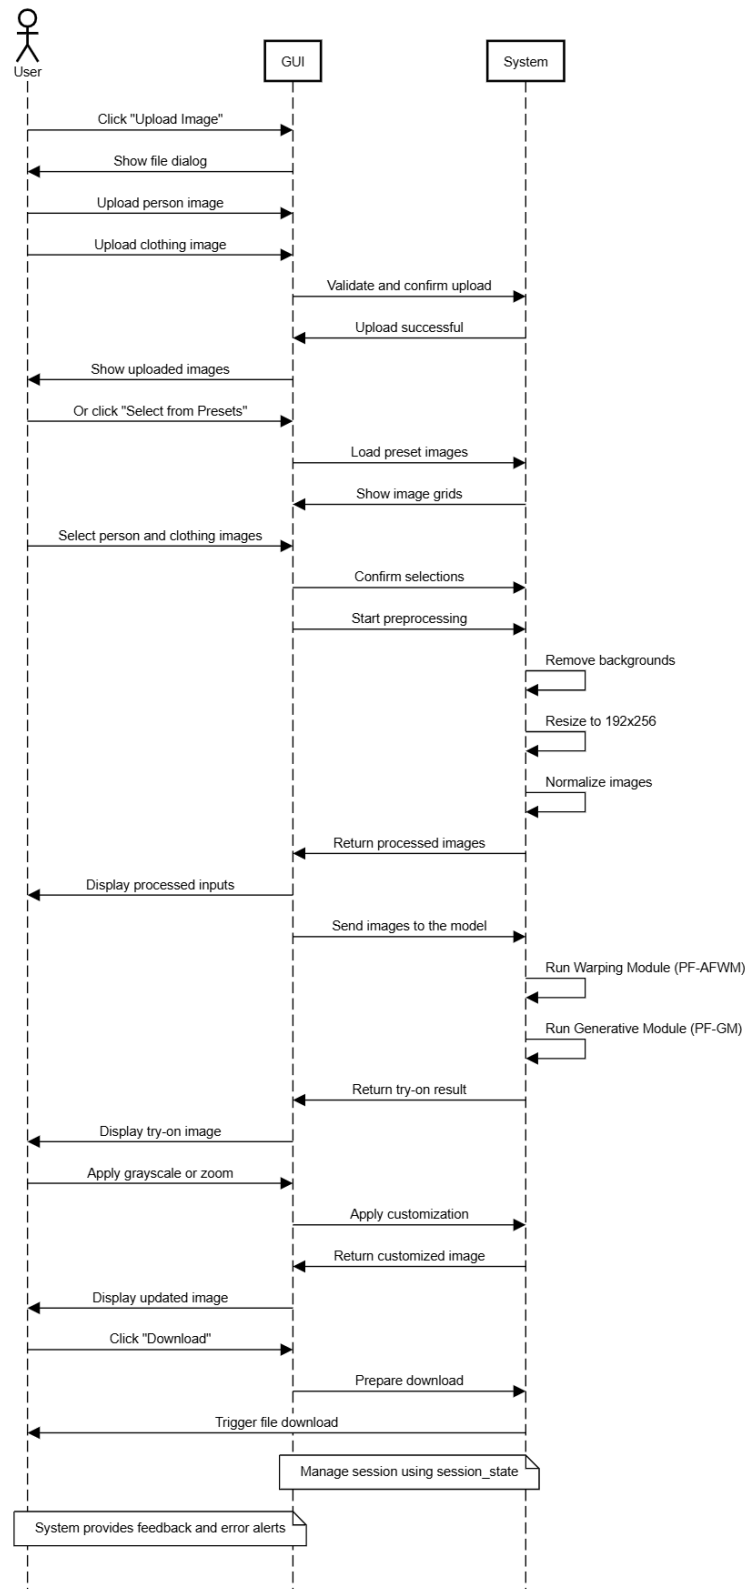 User
GUI
System
Click "Upload Image"
Show file dialog
Upload person image
Upload clothing image
Validate and confirm upload
Upload successful
Show uploaded images
Or click "Select from Presets"
Load preset images
Show image grids
Select person and clothing images
Confirm selections
Start preprocessing
Remove backgrounds
Resize to 192x256
Normalize images
Return processed images
Display processed inputs
Send images to the model
Run Warping Module (PF-AFWM)
Run Generative Module (PF-GM)
Return try-on result
Display try-on image
Apply grayscale or zoom
Apply customization
Return customized image
Display updated image
Click "Download"
Prepare download
Trigger file download
Manage session using session_state
System provides feedback and error alerts